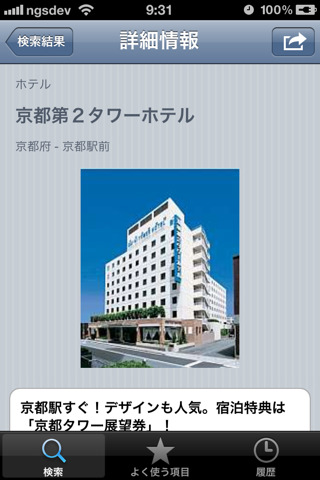 ngsdev 9:31 100%
検索結果 詳細情報
ホテル
京都第２タワーホテル
京都府 - 京都駅前
京都駅すぐ！デザインも人気。宿泊特典は
「京都タワー展望券」！
検索 よく使う項目 履歴